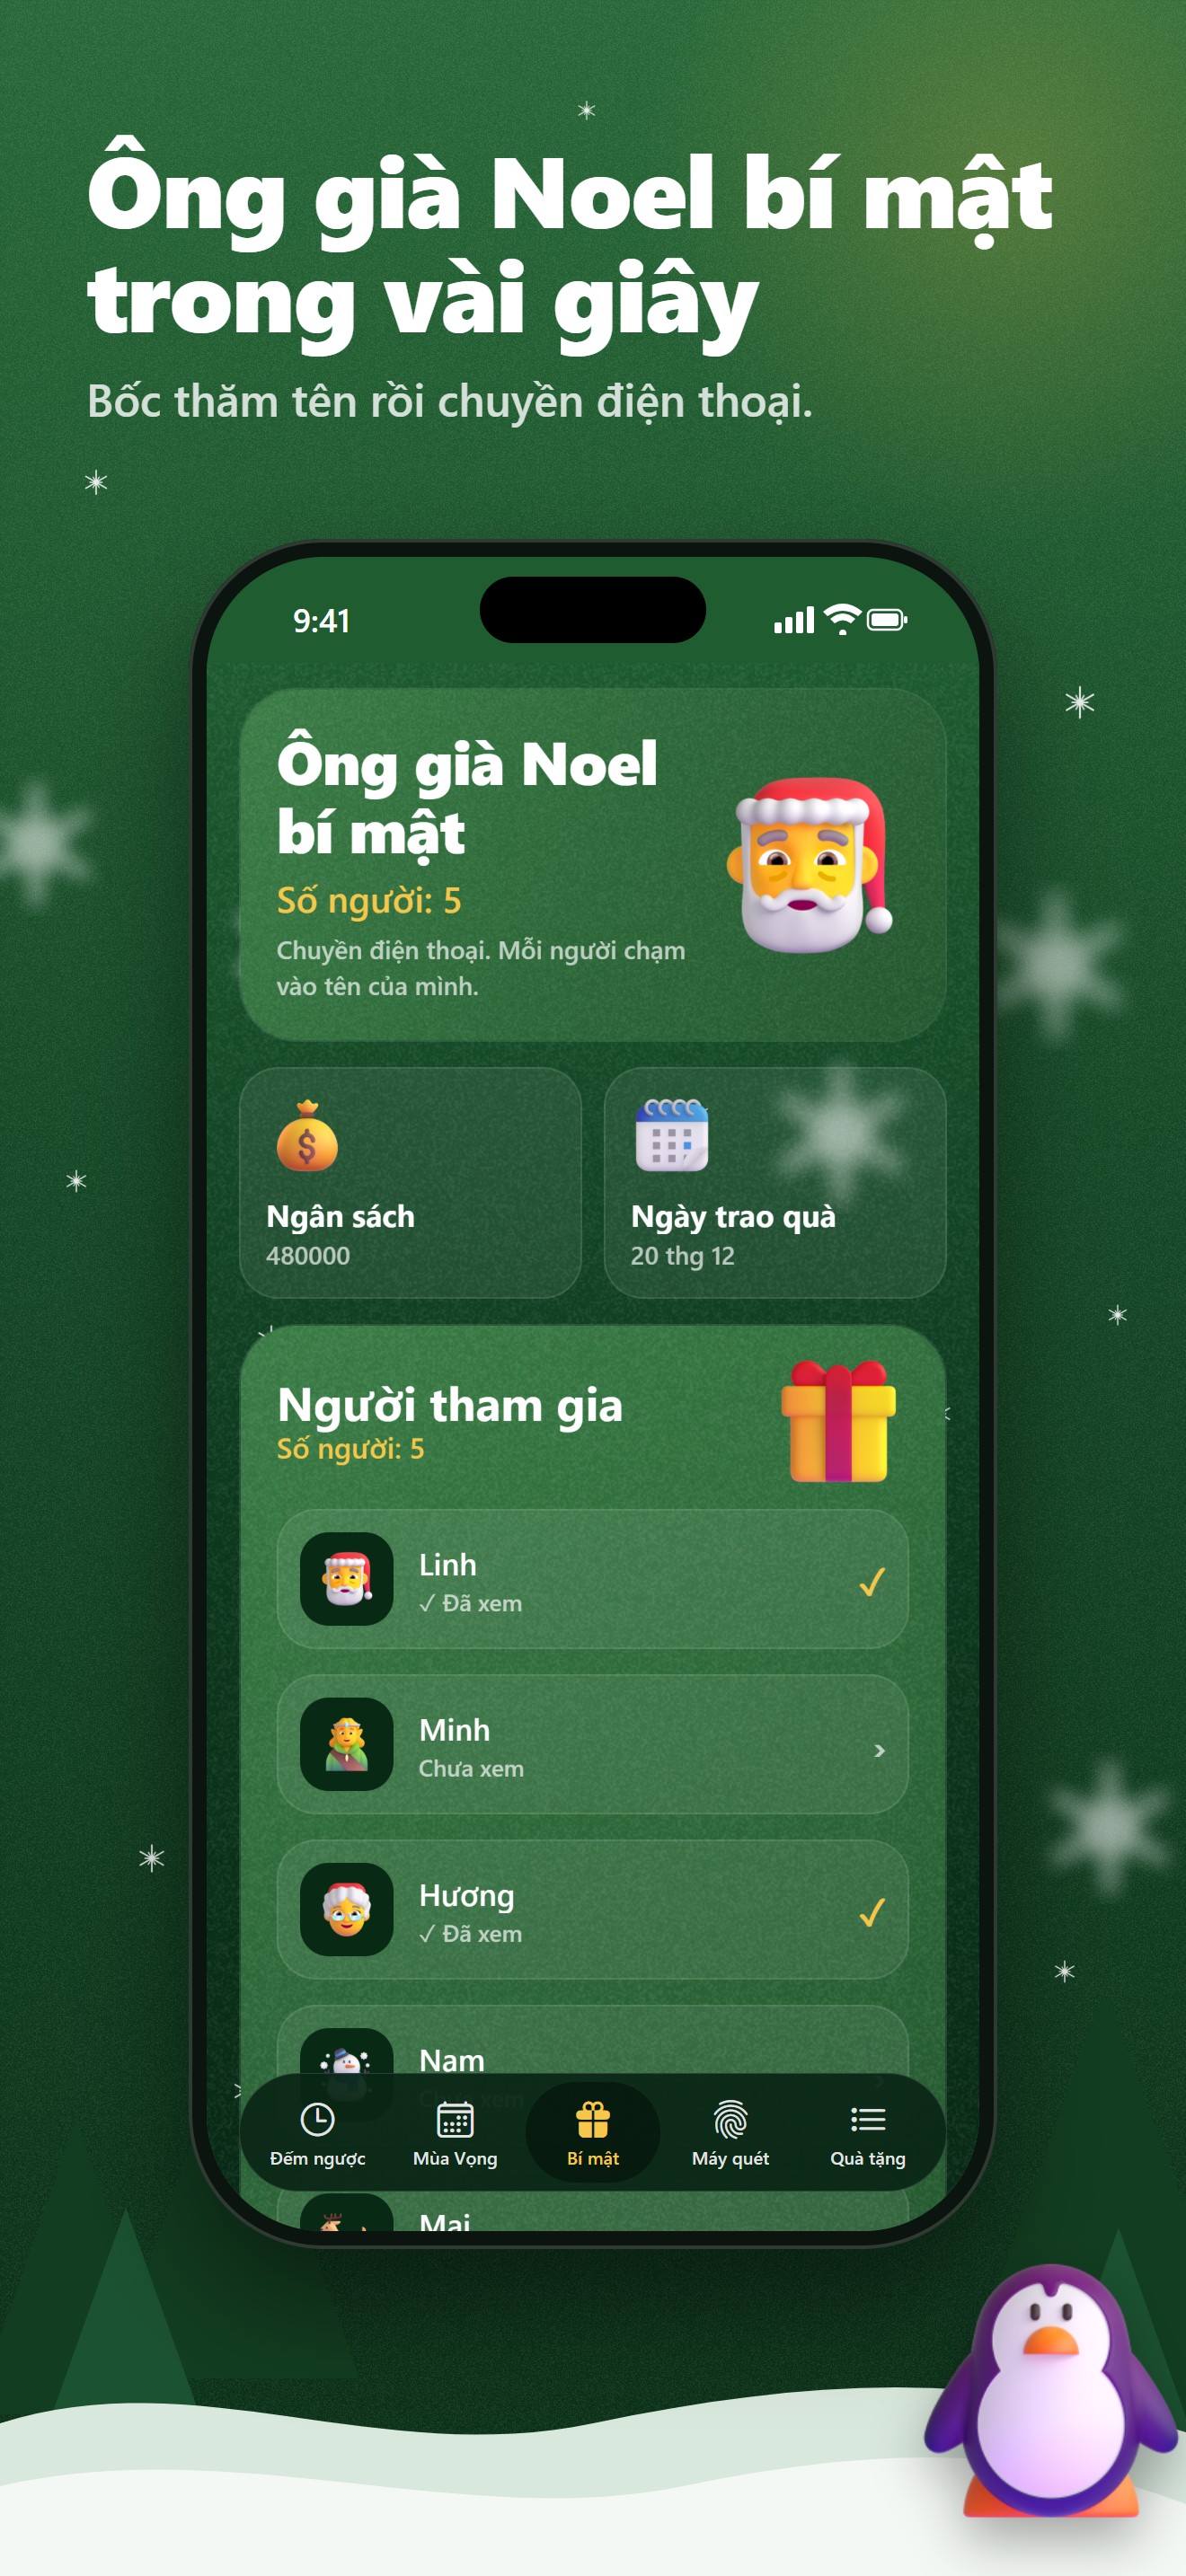 Ông già Noel bí mật
trong vài giây
Bốc thăm tên rồi chuyền điện thoại.
9:41
Ông già Noel
bí mật
Số người: 5
Chuyền điện thoại. Mỗi người chạm
vào tên của mình.
Ngân sách
480000
Ngày trao quà
20 thg 12
Người tham gia
Số người: 5
Linh
✓ Đã xem
Minh
Chưa xem
Hương
✓ Đã xem
Nam
Đếm ngược
Mùa Vọng
Bí mật
Máy quét
Quà tặng
Mai